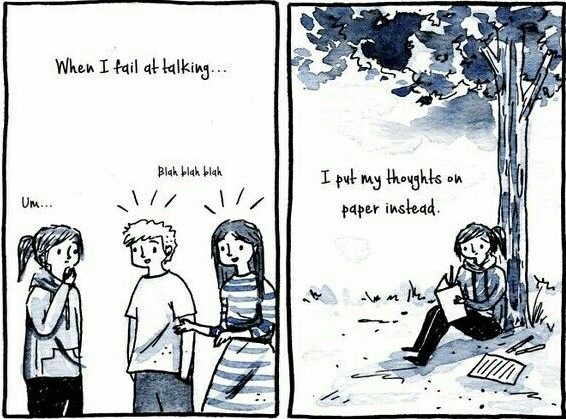 When I fail at talking...
Blah blah blah
Um...
I put my thoughts on
paper instead.